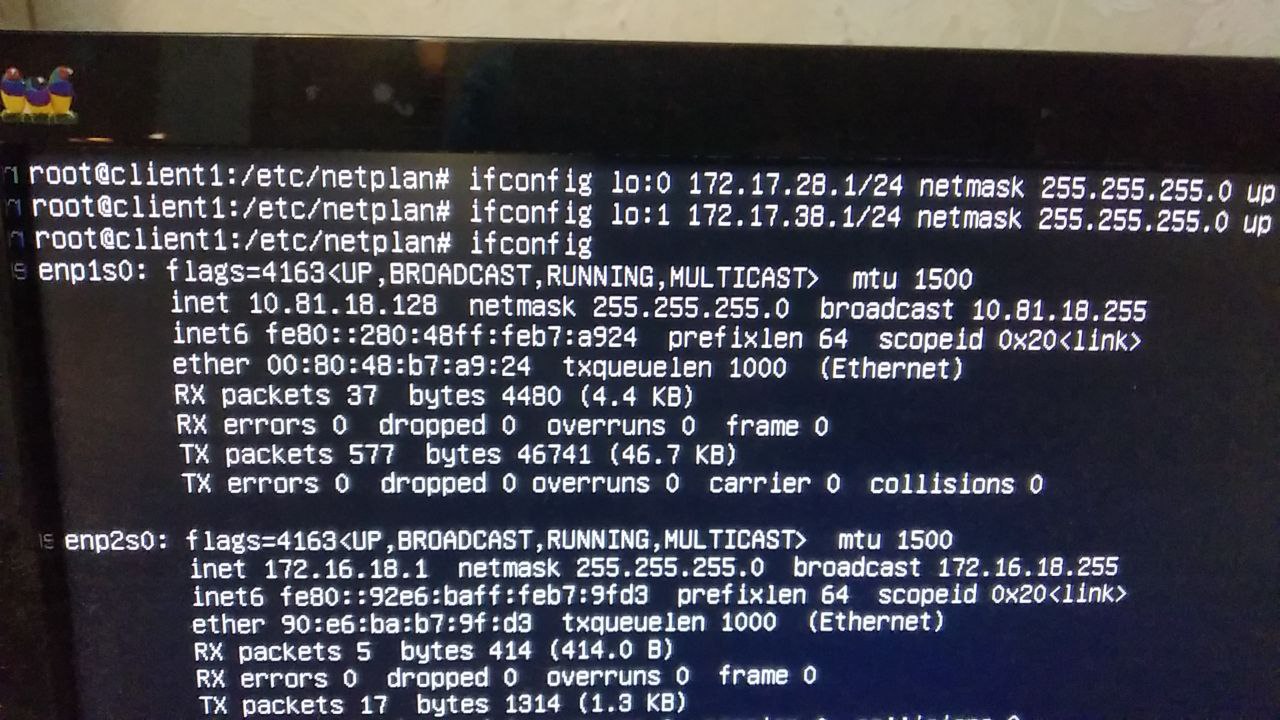 root@client1:/etc/netplan# ifconfig lo:0 172.17.28.1/24 netmask 255.255.255.0 up
root@client1:/etc/netplan# ifconfig lo:1 172.17.38.1/24 netmask 255.255.255.0 up
root@client1:/etc/netplan# ifconfig
enp1s0: flags=4163<UP,BROADCAST,RUNNING,MULTICAST> mtu 1500
inet 10.81.18.128 netmask 255.255.255.0 broadcast 10.81.18.255
inet6 fe80::280:48ff:feb7:a924 prefixlen 64 scopeid 0x20<link>
ether 00:80:48:b7:a9:24 txqueuelen 1000 (Ethernet)
RX packets 37 bytes 4480 (4.4 KB)
RX errors 0 dropped 0 overruns 0 frame 0
TX packets 577 bytes 46741 (46.7 KB)
TX errors 0 dropped 0 overruns 0 carrier 0 collisions 0
enp2s0: flags=4163<UP,BROADCAST,RUNNING,MULTICAST> mtu 1500
inet 172.16.18.1 netmask 255.255.255.0 broadcast 172.16.18.255
inet6 fe80::92e6:baff:feb7:9fd3 prefixlen 64 scopeid 0x20<link>
ether 90:e6:ba:b7:9f:d3 txqueuelen 1000 (Ethernet)
RX packets 5 bytes 414 (414.0 B)
RX errors 0 dropped 0 overruns 0 frame 0
TX packets 17 bytes 1314 (1.3 KB)